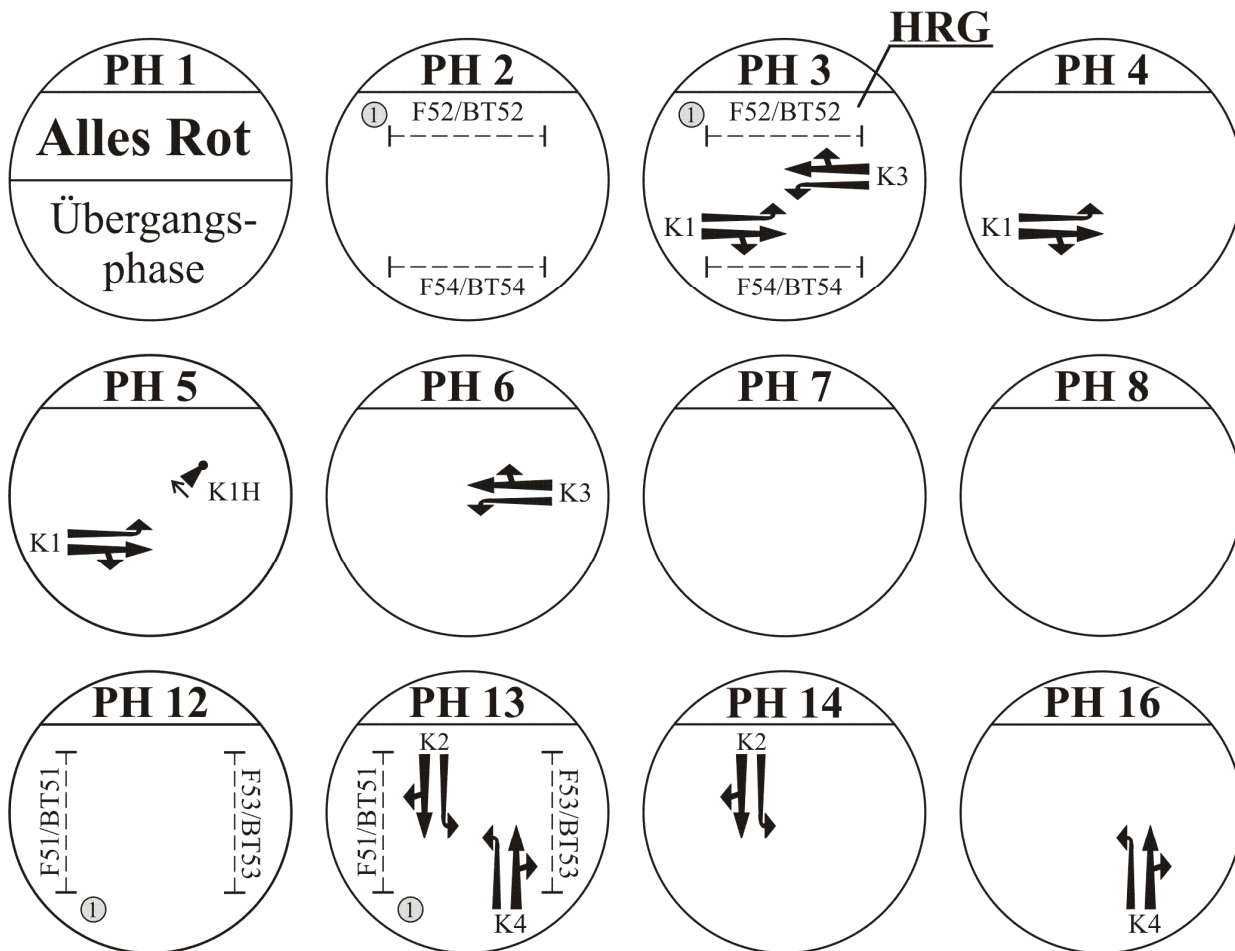 HRG
PH 1
Alles Rot
Übergangs-
phase
PH 2
1
F52/BT52
F54/BT54
PH 3
1
F52/BT52
K3
K1
F54/BT54
PH 4
K1
PH 5
K1H
K1
PH 6
K3
PH 7
PH 8
PH 12
F51/BT51
F53/BT53
1
PH 13
K2
F51/BT51
F53/BT53
1
K4
PH 14
K2
PH 16
K4